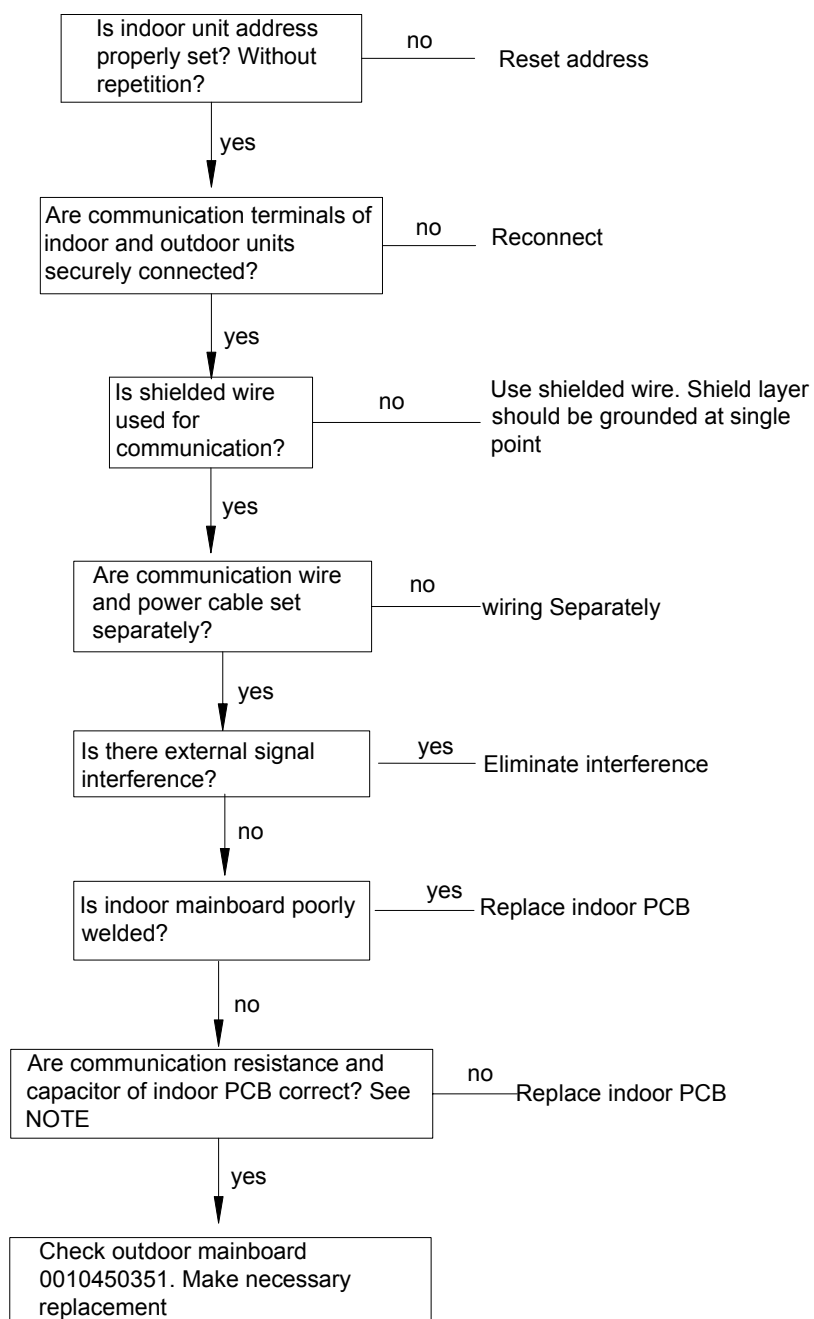 Is indoor unit address
properly set? Without
repetition?
no
Reset address
yes
Are communication terminals of
indoor and outdoor units
securely connected?
no
Reconnect
yes
Is shielded wire
used for
communication?
no
Use shielded wire. Shield layer
should be grounded at single
point
yes
Are communication wire
and power cable set
separately?
no
wiring Separately
yes
Is there external signal
interference?
yes
Eliminate interference
no
Is indoor mainboard poorly
welded?
yes
Replace indoor PCB
no
Are communication resistance and
capacitor of indoor PCB correct? See
NOTE
no
Replace indoor PCB
yes
Check outdoor mainboard
0010450351. Make necessary
replacement